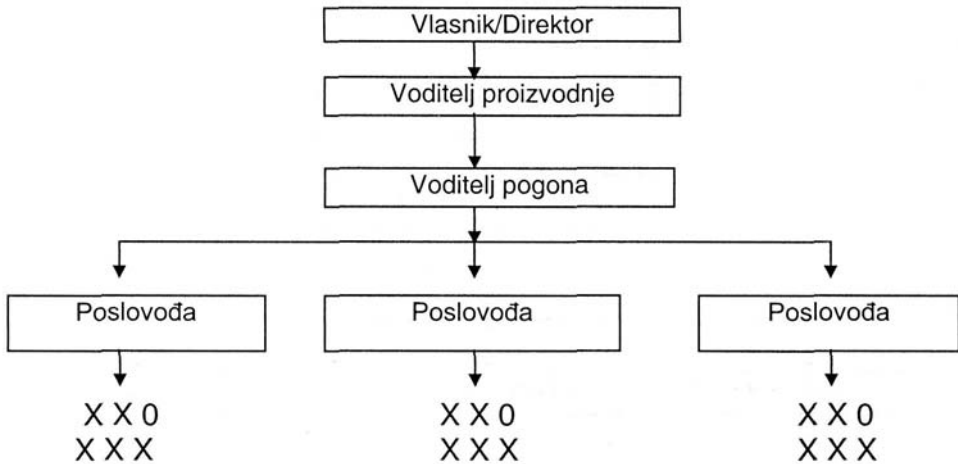 Vlasnik/Direktor
Voditelj proizvodnje
Voditelj pogona
Poslovođa
Poslovođa
Poslovođa
X X 0
X X X
X X 0
X X X
X X 0
X X X